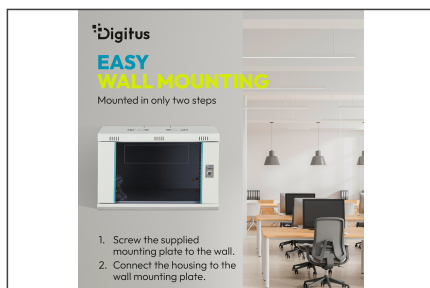 Digitus
EASY
WALL MOUNTING
Mounted in only two steps
1. Screw the supplied
mounting plate to the wall.
2. Connect the housing to the
wall mounting plate.